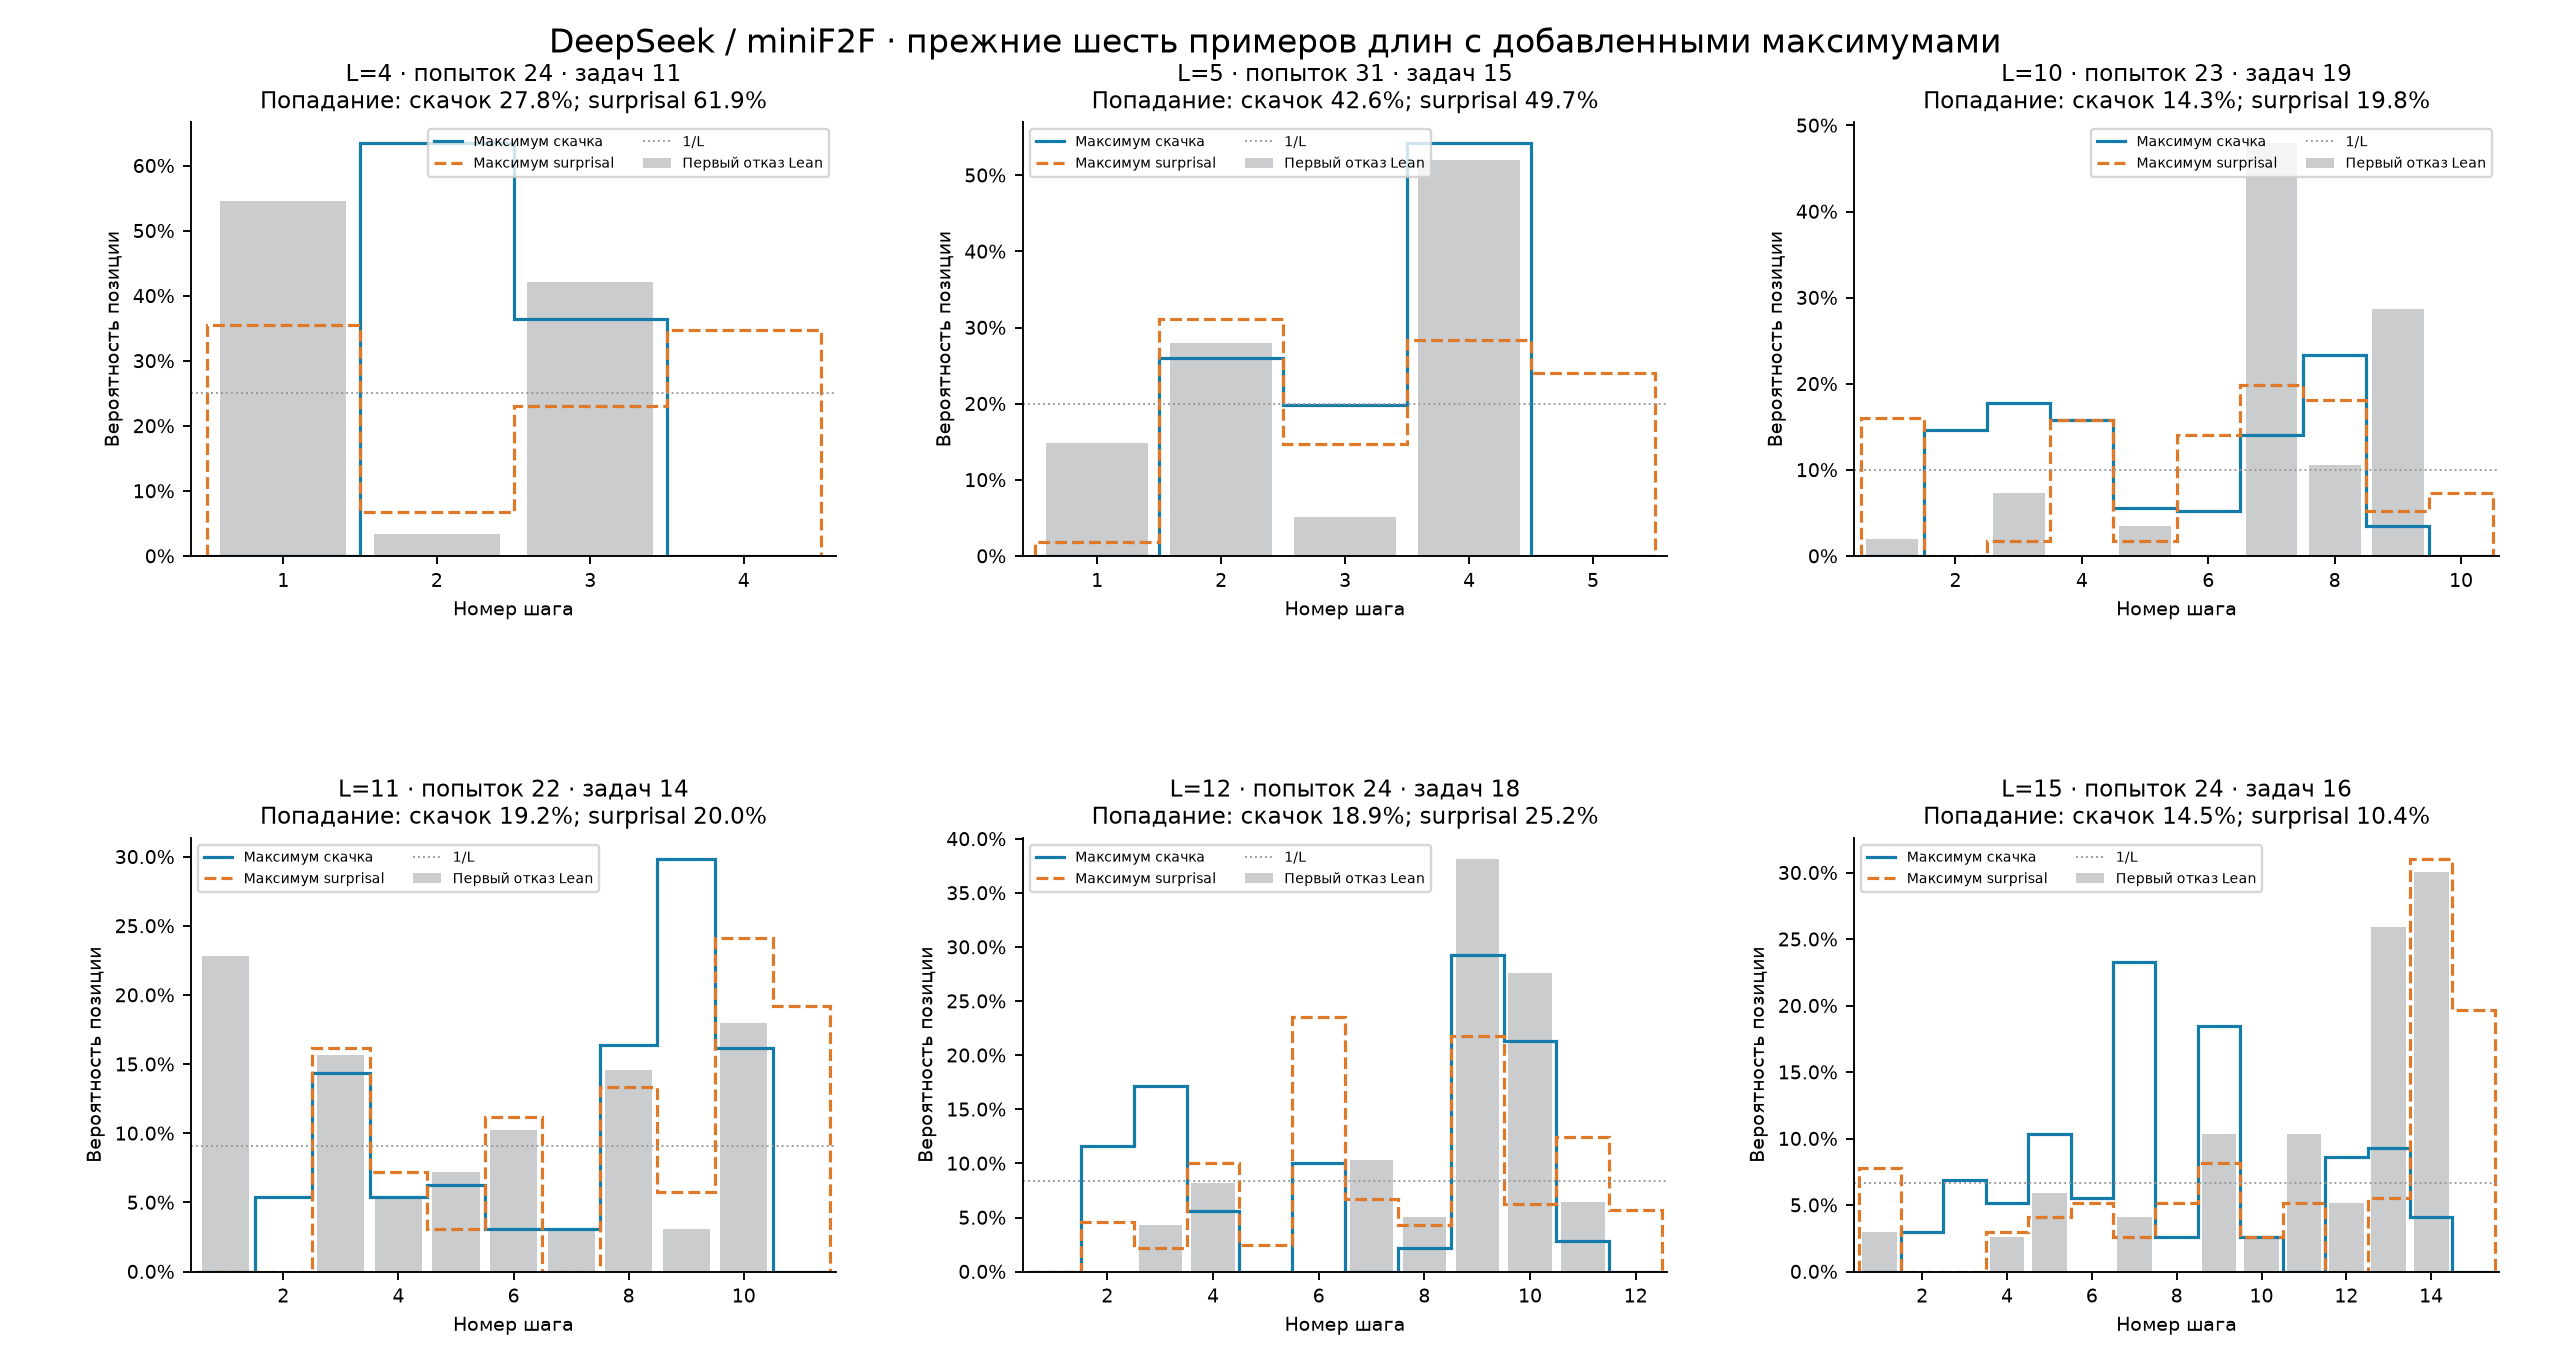 DeepSeek / miniF2F · прежние шесть примеров длин с добавленными максимумами
L=4 · попыток 24 · задач 11
Попадание: скачок 27.8%; surprisal 61.9%
Максимум скачка
Максимум surprisal
1/L
Первый отказ Lean
Вероятность позиции
60%
50%
40%
30%
20%
10%
0%
1 2 3 4
Номер шага
L=5 · попыток 31 · задач 15
Попадание: скачок 42.6%; surprisal 49.7%
Максимум скачка
Максимум surprisal
1/L
Первый отказ Lean
Вероятность позиции
50%
40%
30%
20%
10%
0%
1 2 3 4 5
Номер шага
L=10 · попыток 23 · задач 19
Попадание: скачок 14.3%; surprisal 19.8%
Максимум скачка
Максимум surprisal
1/L
Первый отказ Lean
Вероятность позиции
50%
40%
30%
20%
10%
0%
2 4 6 8 10
Номер шага
L=11 · попыток 22 · задач 14
Попадание: скачок 19.2%; surprisal 20.0%
Максимум скачка
Максимум surprisal
1/L
Первый отказ Lean
Вероятность позиции
30.0%
25.0%
20.0%
15.0%
10.0%
5.0%
0.0%
2 4 6 8 10
Номер шага
L=12 · попыток 24 · задач 18
Попадание: скачок 18.9%; surprisal 25.2%
Максимум скачка
Максимум surprisal
1/L
Первый отказ Lean
Вероятность позиции
40.0%
35.0%
30.0%
25.0%
20.0%
15.0%
10.0%
5.0%
0.0%
2 4 6 8 10 12
Номер шага
L=15 · попыток 24 · задач 16
Попадание: скачок 14.5%; surprisal 10.4%
Максимум скачка
Максимум surprisal
1/L
Первый отказ Lean
Вероятность позиции
30.0%
25.0%
20.0%
15.0%
10.0%
5.0%
0.0%
2 4 6 8 10 12 14
Номер шага